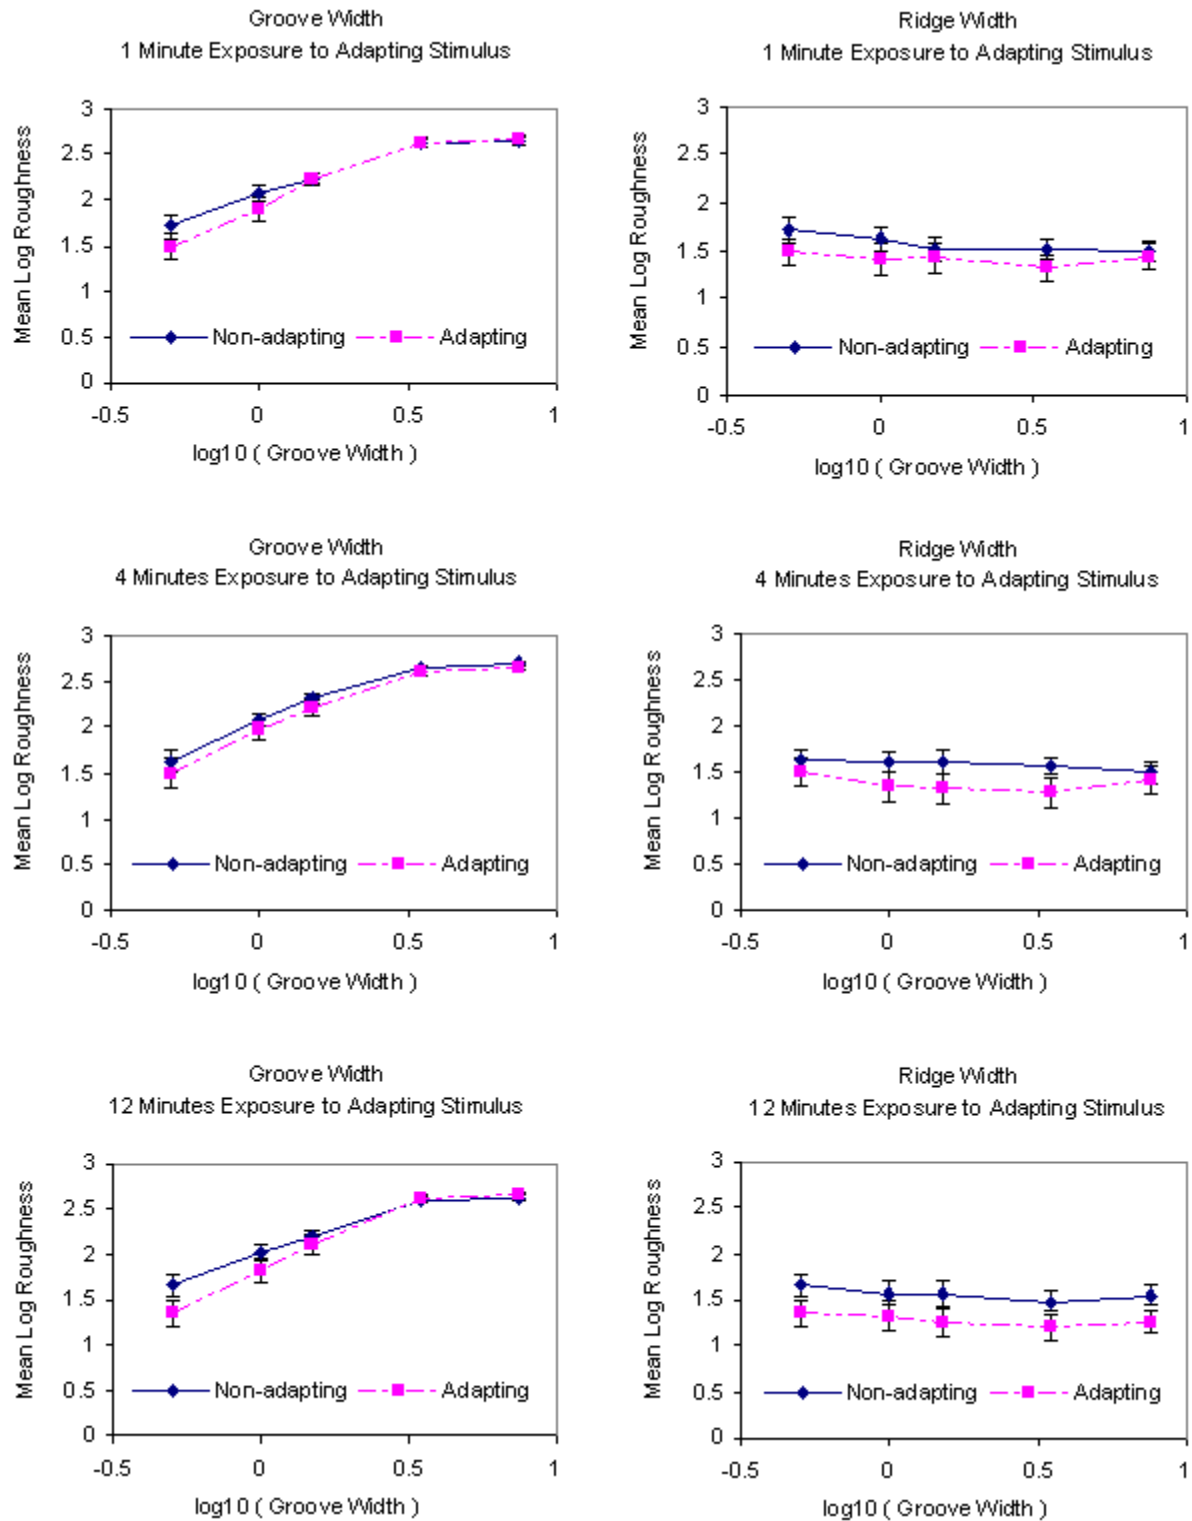 Groove Width
1 Minute Exposure to Adapting Stimulus
Mean Log Roughness
3
2.5
2
1.5
1
0.5
0
Non-adapting
Adapting
-0.5
0
0.5
1
log10 ( Groove Width )
Ridge Width
1 Minute Exposure to Adapting Stimulus
Mean Log Roughness
3
2.5
2
1.5
1
0.5
0
Non-adapting
Adapting
-0.5
0
0.5
1
log10 ( Groove Width )
Groove Width
4 Minutes Exposure to Adapting Stimulus
Mean Log Roughness
3
2.5
2
1.5
1
0.5
0
Non-adapting
Adapting
-0.5
0
0.5
1
log10 ( Groove Width )
Ridge Width
4 Minutes Exposure to Adapting Stimulus
Mean Log Roughness
3
2.5
2
1.5
1
0.5
0
Non-adapting
Adapting
-0.5
0
0.5
1
log10 ( Groove Width )
Groove Width
12 Minutes Exposure to Adapting Stimulus
Mean Log Roughness
3
2.5
2
1.5
1
0.5
0
Non-adapting
Adapting
-0.5
0
0.5
1
log10 ( Groove Width )
Ridge Width
12 Minutes Exposure to Adapting Stimulus
Mean Log Roughness
3
2.5
2
1.5
1
0.5
0
Non-adapting
Adapting
-0.5
0
0.5
1
log10 ( Groove Width )